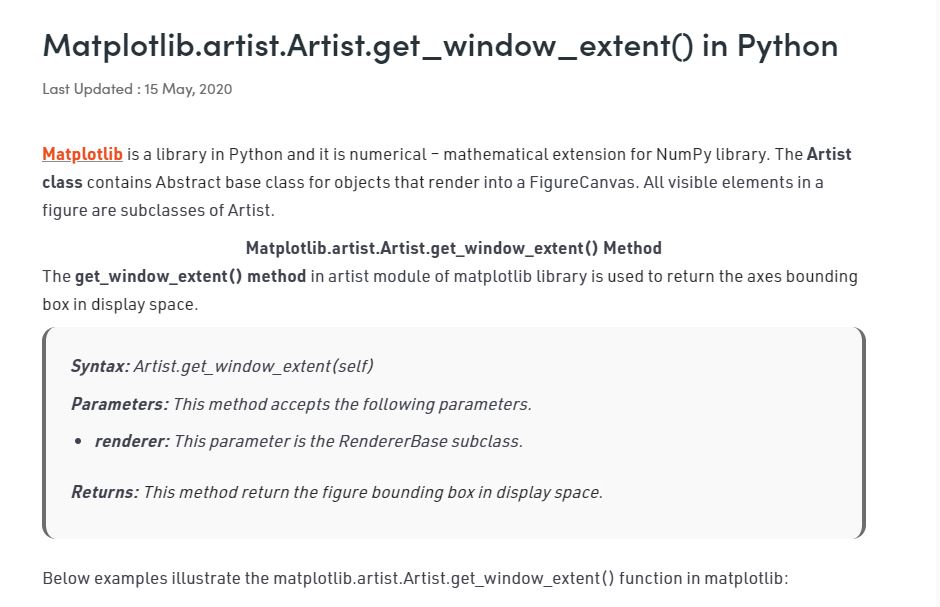 Matplotlib.artist.Artist.get_window_extent() in Python
Last Updated : 15 May, 2020
Matplotlib is a library in Python and it is numerical – mathematical extension for NumPy library. The Artist
class contains Abstract base class for objects that render into a FigureCanvas. All visible elements in a
figure are subclasses of Artist.
Matplotlib.artist.Artist.get_window_extent() Method
The get_window_extent() method in artist module of matplotlib library is used to return the axes bounding
box in display space.
Syntax: Artist.get_window_extent(self)
Parameters: This method accepts the following parameters.
• renderer: This parameter is the RendererBase subclass.
Returns: This method return the figure bounding box in display space.
Below examples illustrate the matplotlib.artist.Artist.get_window_extent() function in matplotlib: